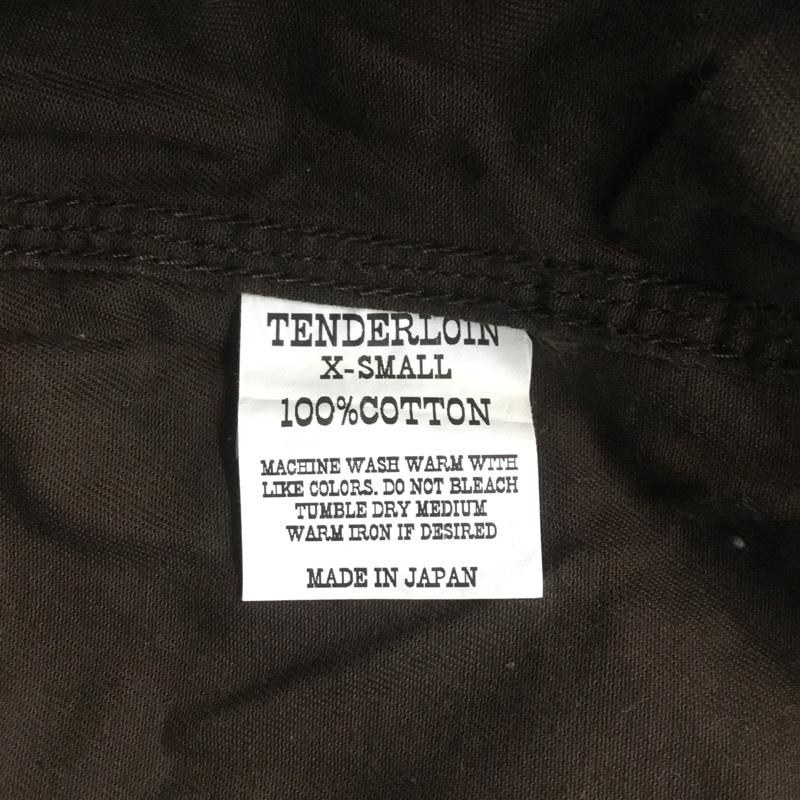 TENDERLOIN
X-SMALL
100%COTTON
MACHINE WASH WARM WITH
LIKE COLORS. DO NOT BLEACH
TUMBLE DRY MEDIUM
WARM IRON IF DESIRED
MADE IN JAPAN